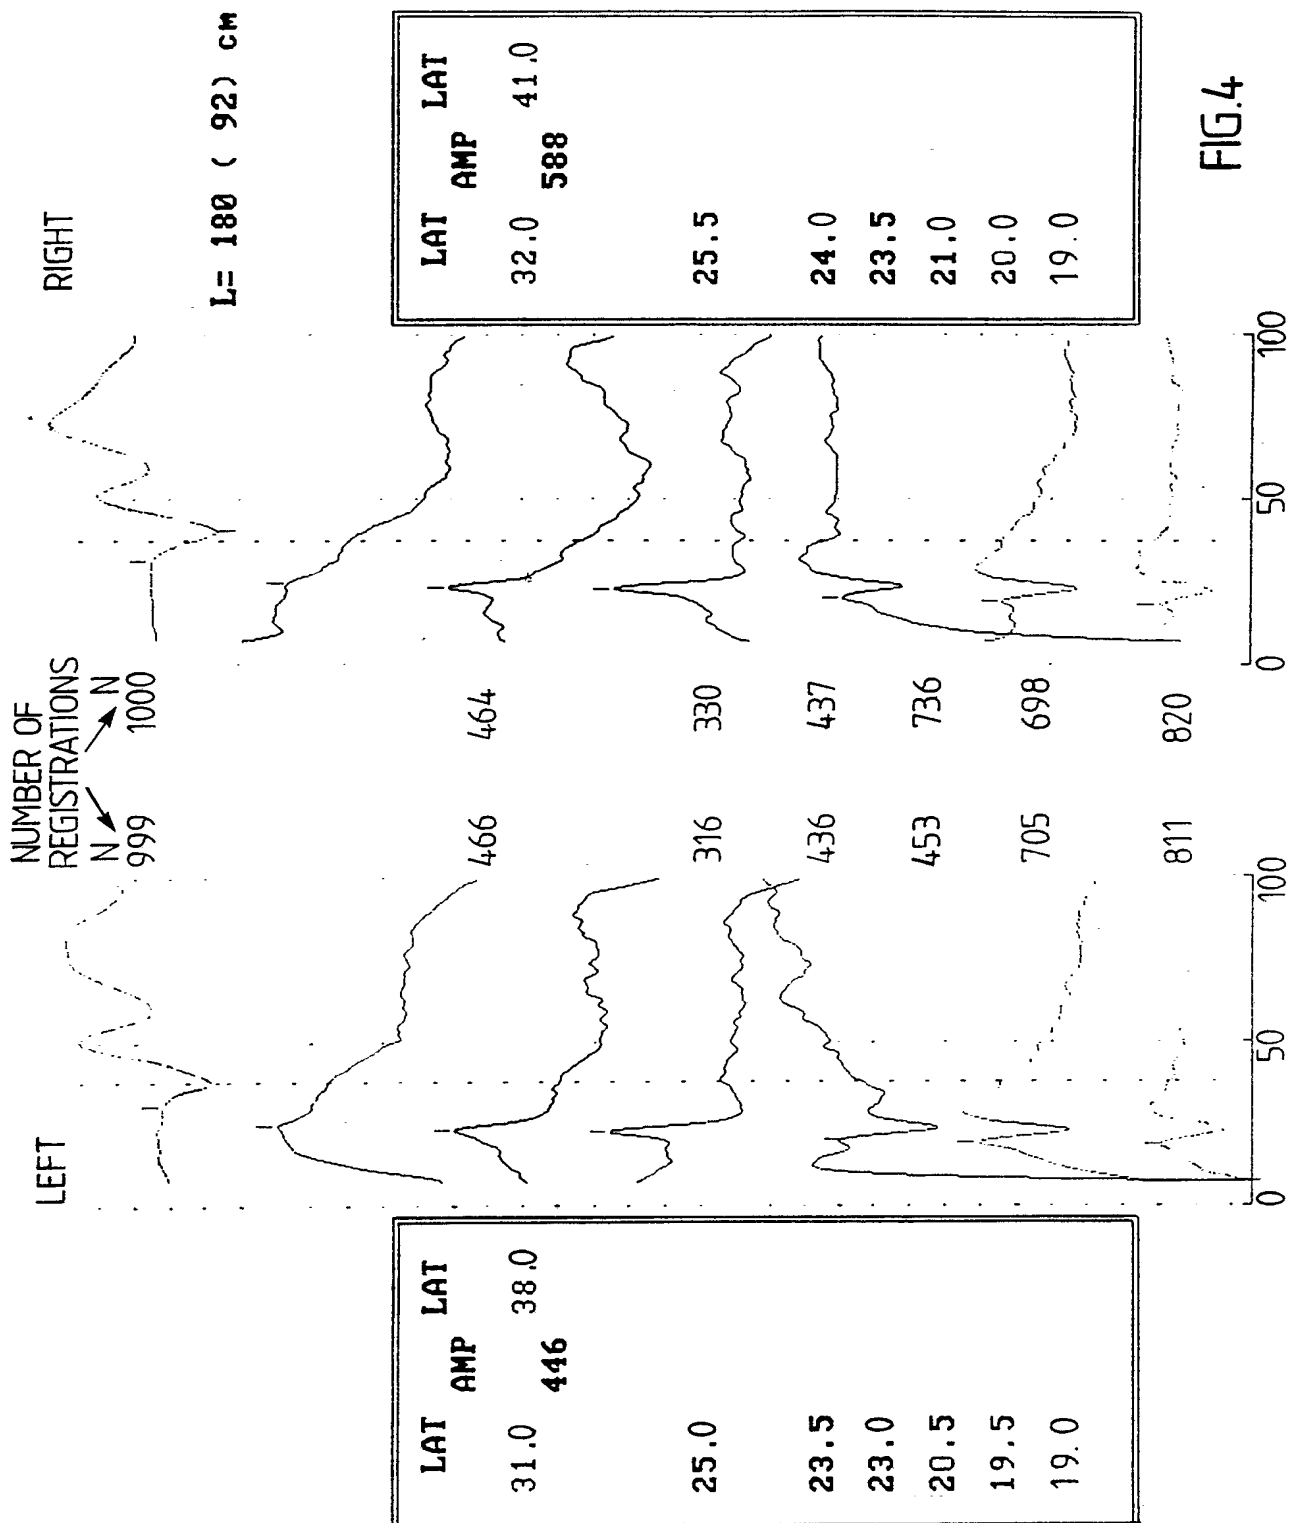 NUMBER OF
LEFT REGISTRATIONS RIGHT
N N
999 1000
L= 180 ( 92) cm
LAT LAT LAT LAT
AMP AMP
466 464
31.0 38.0 32.0 41.0
446 588
25.0 316 330 25.5
23.5 436 437 24.0
23.0 23.5
20.5 453 736 21.0
19.5 20.0
705 698
19.0 19.0
811 820
0 50 100 0 50 100
FIG.4